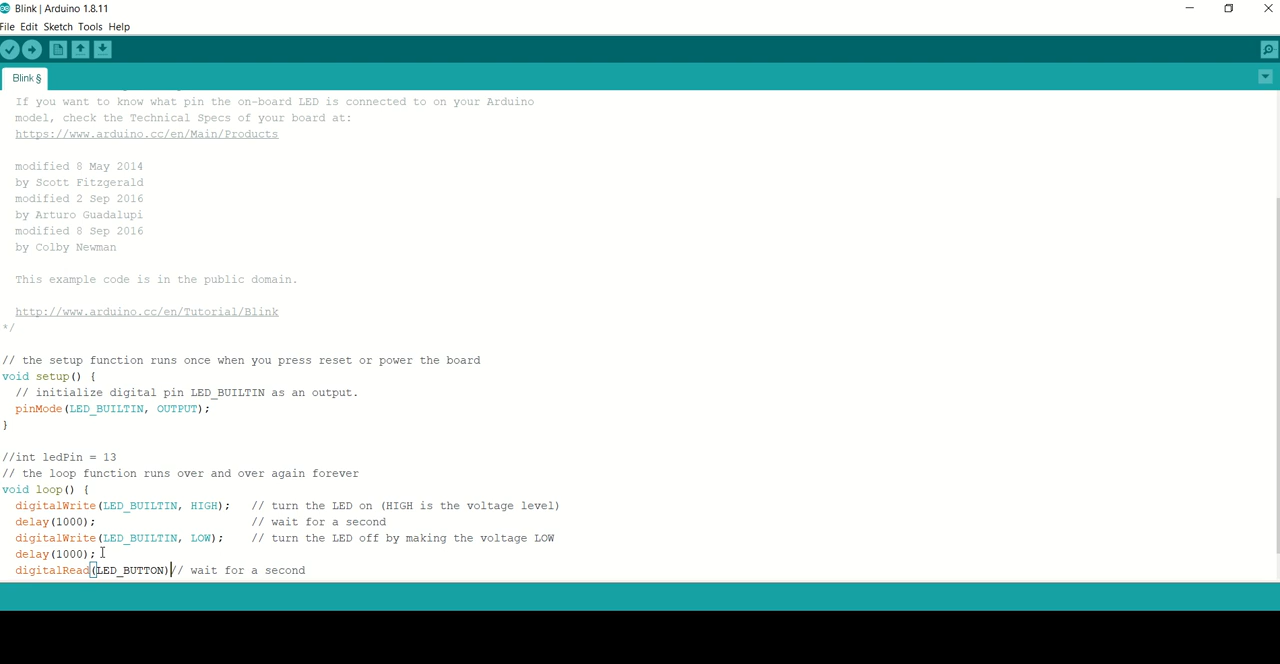 Blink | Arduino 1.8.11
File Edit Sketch Tools Help
Blink §
If you want to know what pin the on-board LED is connected to on your Arduino
model, check the Technical Specs of your board at:
https://www.arduino.cc/en/Main/Products
modified 8 May 2014
by Scott Fitzgerald
modified 2 Sep 2016
by Arturo Guadalupi
modified 8 Sep 2016
by Colby Newman
This example code is in the public domain.
http://www.arduino.cc/en/Tutorial/Blink
*/
// the setup function runs once when you press reset or power the board
void setup() {
// initialize digital pin LED_BUILTIN as an output.
pinMode(LED_BUILTIN, OUTPUT);
}
//int ledPin = 13
// the loop function runs over and over again forever
void loop() {
digitalWrite(LED_BUILTIN, HIGH);   // turn the LED on (HIGH is the voltage level)
delay(1000);                       // wait for a second
digitalWrite(LED_BUILTIN, LOW);    // turn the LED off by making the voltage LOW
delay(1000);
digitalRead(LED_BUTTON)// wait for a second